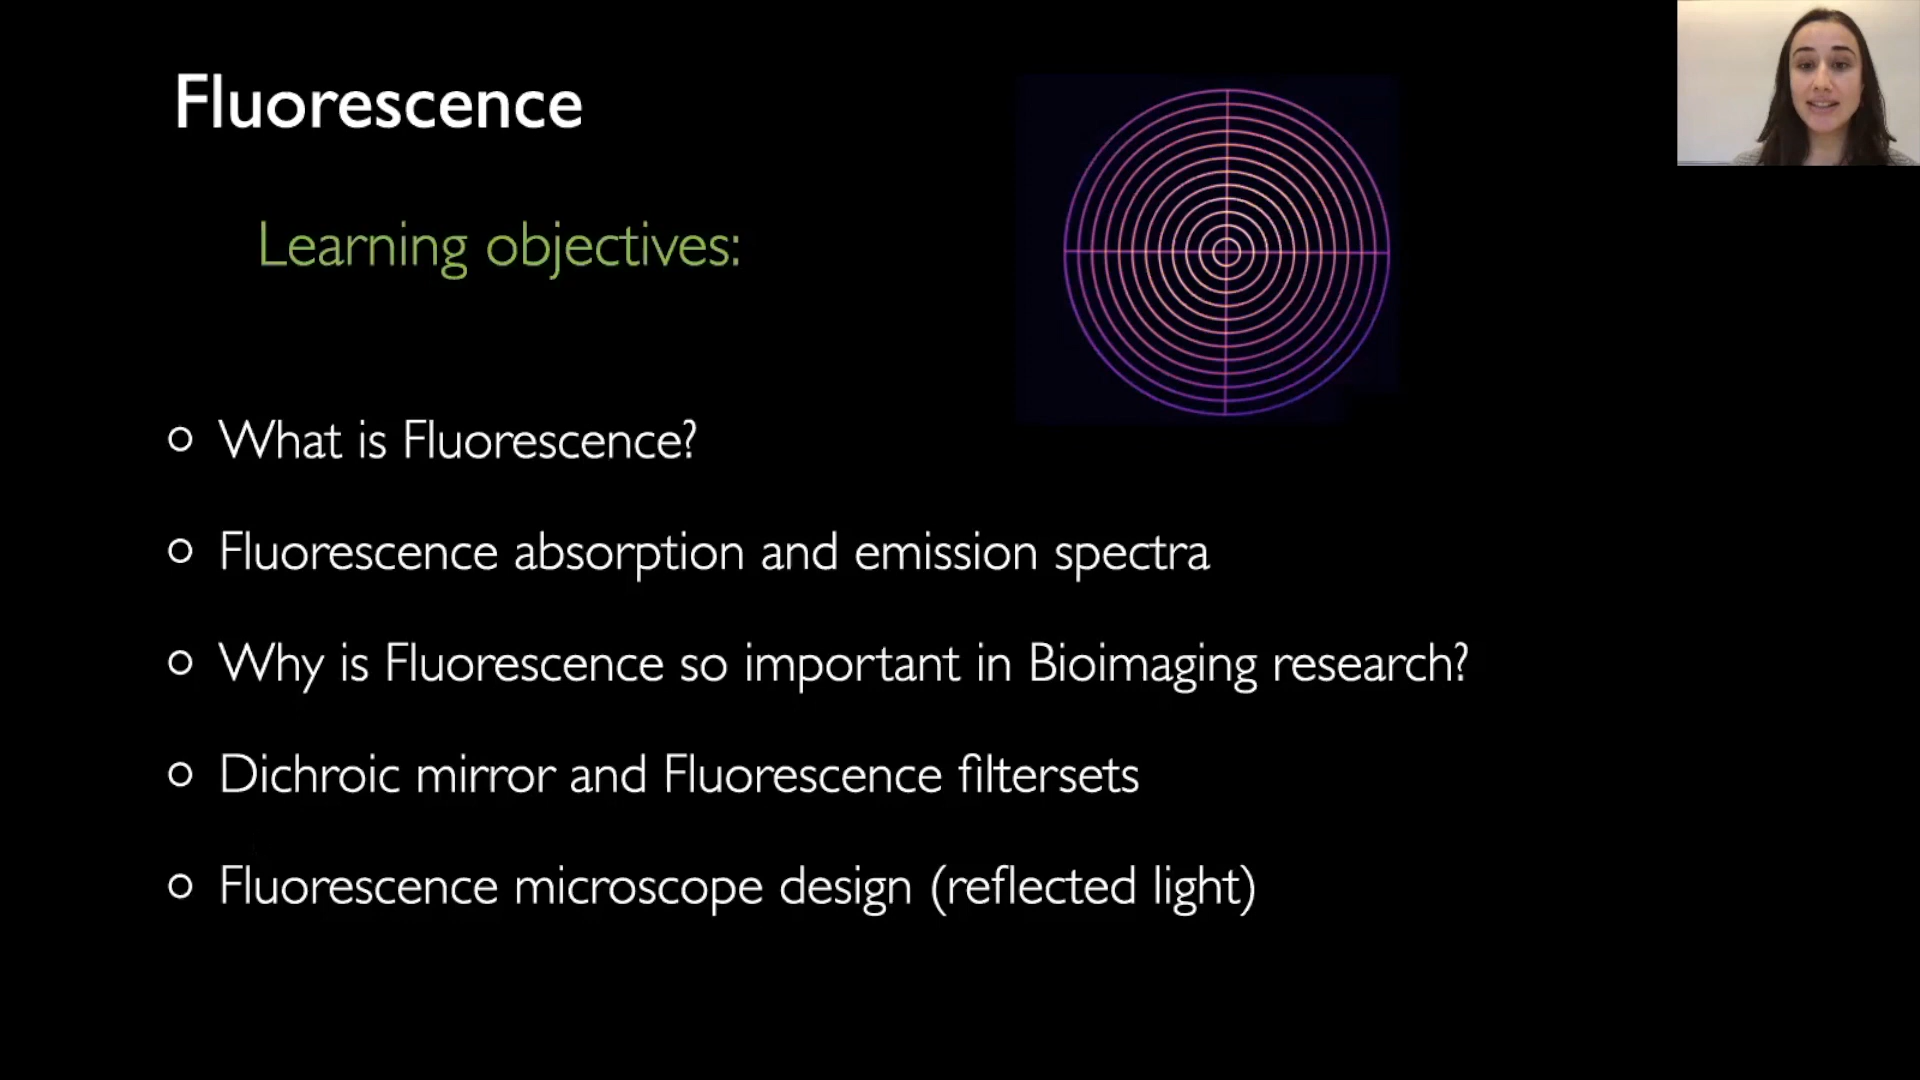 Fluorescence
Learning objectives:
What is Fluorescence?
Fluorescence absorption and emission spectra
Why is Fluorescence so important in Bioimaging research?
Dichroic mirror and Fluorescence filtersets
Fluorescence microscope design (reflected light)